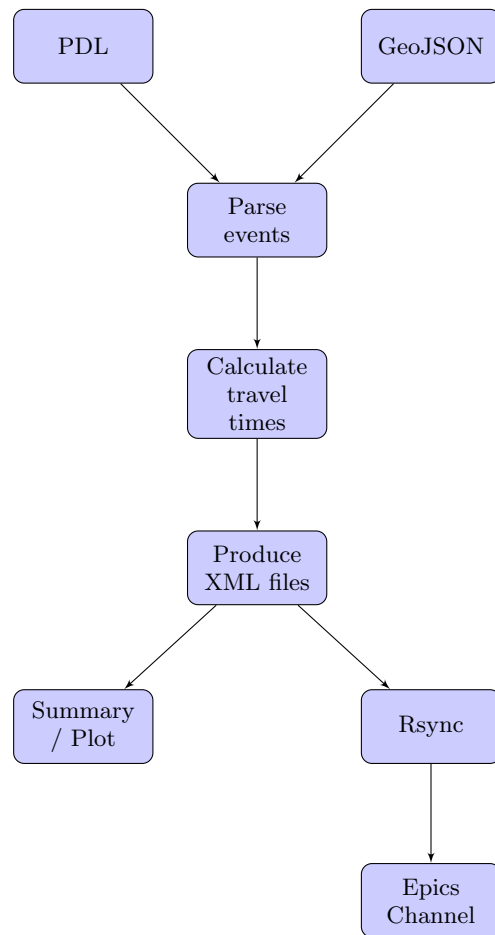 PDL
GeoJSON
Parse
events
Calculate
travel
times
Produce
XML files
Summary
/ Plot
Rsync
Epics
Channel